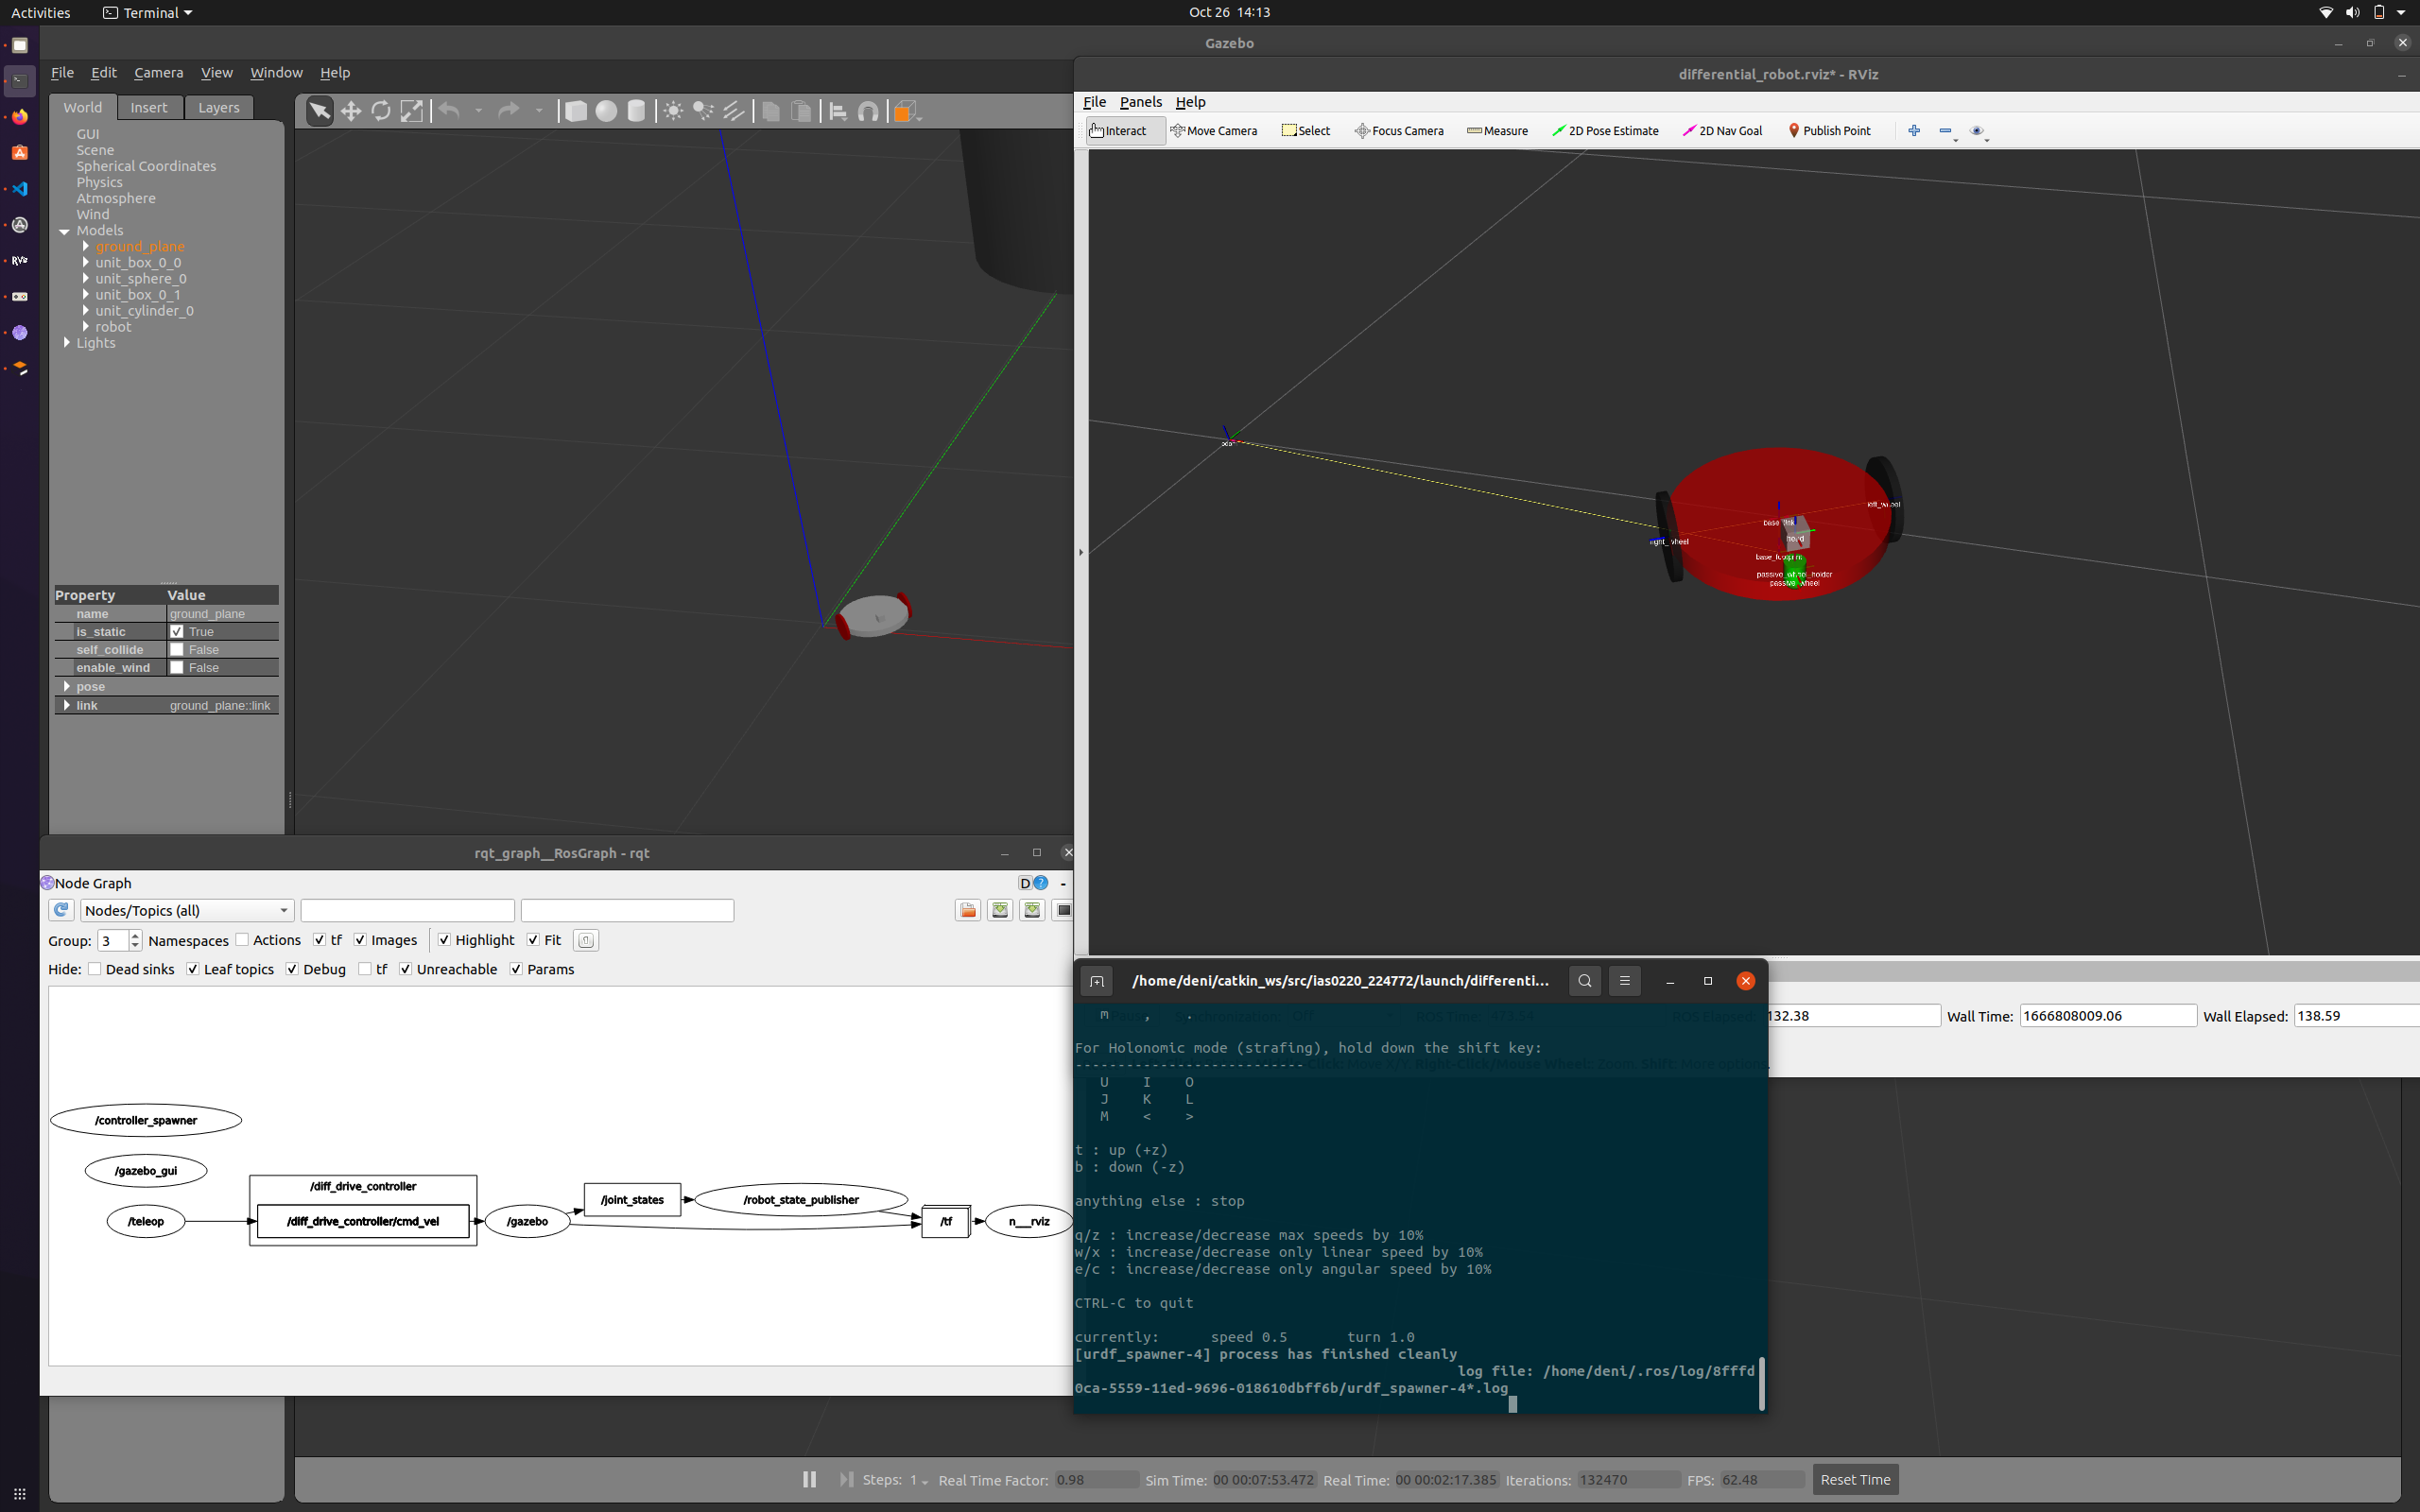 Activities Terminal Oct 26 14:13
Gazebo
File Edit Camera View Window Help
World Insert Layers
GUI
Scene
Spherical Coordinates
Physics
Atmosphere
Wind
Models
ground_plane
unit_box_0_0
unit_sphere_0
unit_box_0_1
unit_cylinder_0
robot
Lights
Property Value
name ground_plane
is_static True
self_collide False
enable_wind False
pose
link ground_plane::link
differential_robot.rviz* - RViz
File Panels Help
Interact Move Camera Select Focus Camera Measure 2D Pose Estimate 2D Nav Goal Publish Point
left_wheel
base_link
right_wheel
head
base_footprint
passive_wheel_holder
passive_wheel
132.38 Wall Time: 1666808009.06 Wall Elapsed: 138.59
rqt_graph__RosGraph - rqt
Node Graph
D ? -
Nodes/Topics (all)
Group: 3 Namespaces Actions tf Images Highlight Fit
Hide: Dead sinks Leaf topics Debug tf Unreachable Params
/controller_spawner
/gazebo_gui
/diff_drive_controller
/teleop
/diff_drive_controller/cmd_vel
/gazebo
/joint_states
/robot_state_publisher
/tf
n__rviz
/home/deni/catkin_ws/src/ias0220_224772/launch/differenti...
m , .
For Holonomic mode (strafing), hold down the shift key:
---------------------------
U I O
J K L
M < >
t : up (+z)
b : down (-z)
anything else : stop
q/z : increase/decrease max speeds by 10%
w/x : increase/decrease only linear speed by 10%
e/c : increase/decrease only angular speed by 10%
CTRL-C to quit
currently: speed 0.5 turn 1.0
[urdf_spawner-4] process has finished cleanly
log file: /home/deni/.ros/log/8fffd
0ca-5559-11ed-9696-018610dbff6b/urdf_spawner-4*.log
Steps: 1 Real Time Factor: 0.98 Sim Time: 00 00:07:53.472 Real Time: 00 00:02:17.385 Iterations: 132470 FPS: 62.48 Reset Time